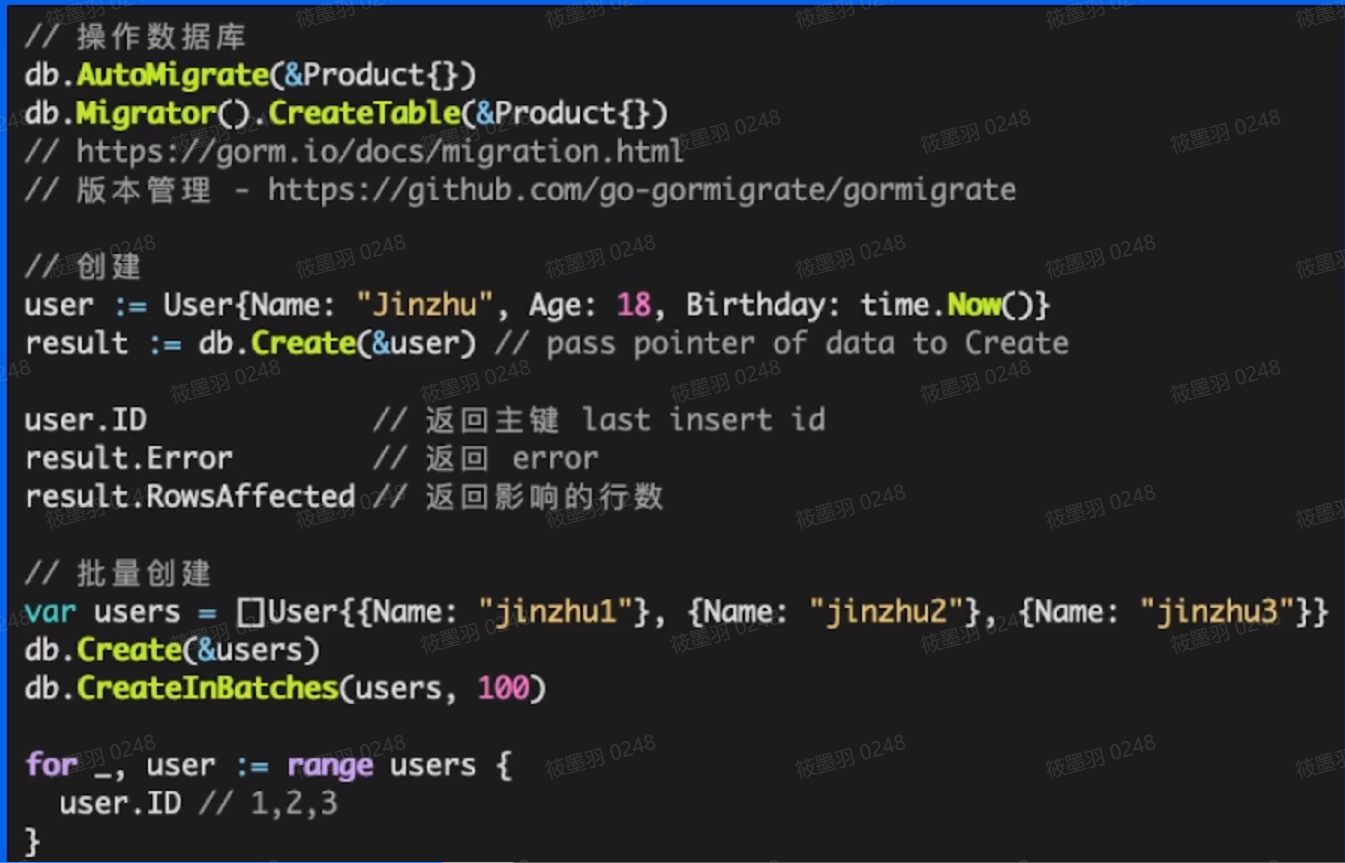 // 操作数据库
db.AutoMigrate(&Product{})
db.Migrator().CreateTable(&Product{})
// https://gorm.io/docs/migration.html
// 版本管理 - https://github.com/go-gormigrate/gormigrate

// 创建
user := User{Name: "Jinzhu", Age: 18, Birthday: time.Now()}
result := db.Create(&user) // pass pointer of data to Create

user.ID // 返回主键 last insert id
result.Error // 返回 error
result.RowsAffected // 返回影响的行数

// 批量创建
var users = []User{{Name: "jinzhu1"}, {Name: "jinzhu2"}, {Name: "jinzhu3"}}
db.Create(&users)
db.CreateInBatches(users, 100)

for _, user := range users {
  user.ID // 1,2,3
}
筱墨羽 0248